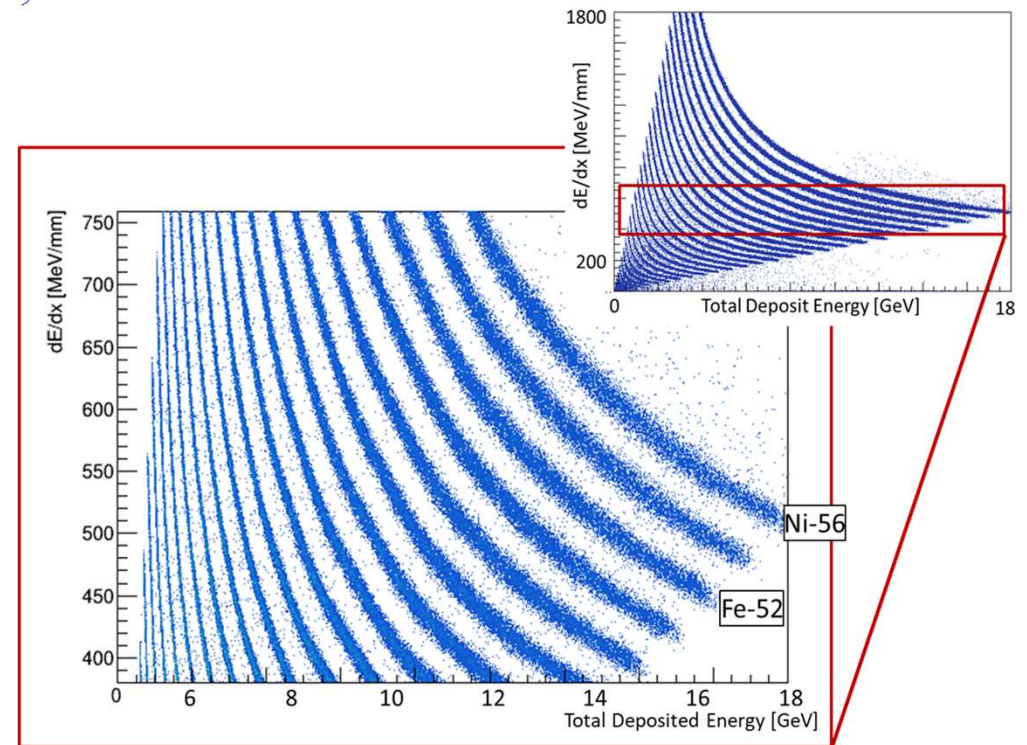 1800
dE/dx [MeV/mm]
200
0
18
Total Deposit Energy [GeV]
dE/dx [MeV/mm]
750
700
650
600
550
500
450
400
Ni-56
Fe-52
0 6 8 10 12 14 16 18
Total Deposited Energy [GeV]